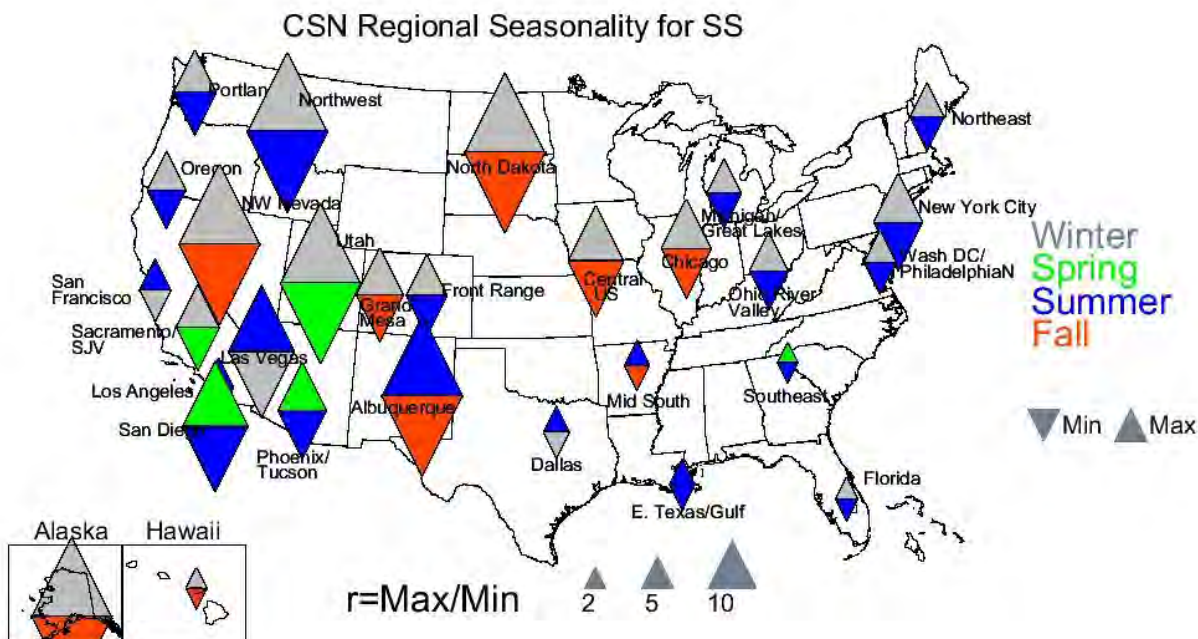 CSN Regional Seasonality for SS
Portlan
Northwest
North Dakota
Northeast
Oregon
NW Nevada
Utah
Michigan/
Great Lakes
New York City
San
Francisco
Grand
Mesa
Front Range
Central
US
Chicago
Ohio River
Valley
Wash DC/
PhiladelphiaN
Winter
Spring
Summer
Fall
Sacramento/
SJV
Las Vegas
Los Angeles
San Diego
Phoenix/
Tucson
Albuquerque
Mid South
Southeast
Min
Max
Dallas
E. Texas/Gulf
Florida
Alaska
Hawaii
r=Max/Min
2
5
10